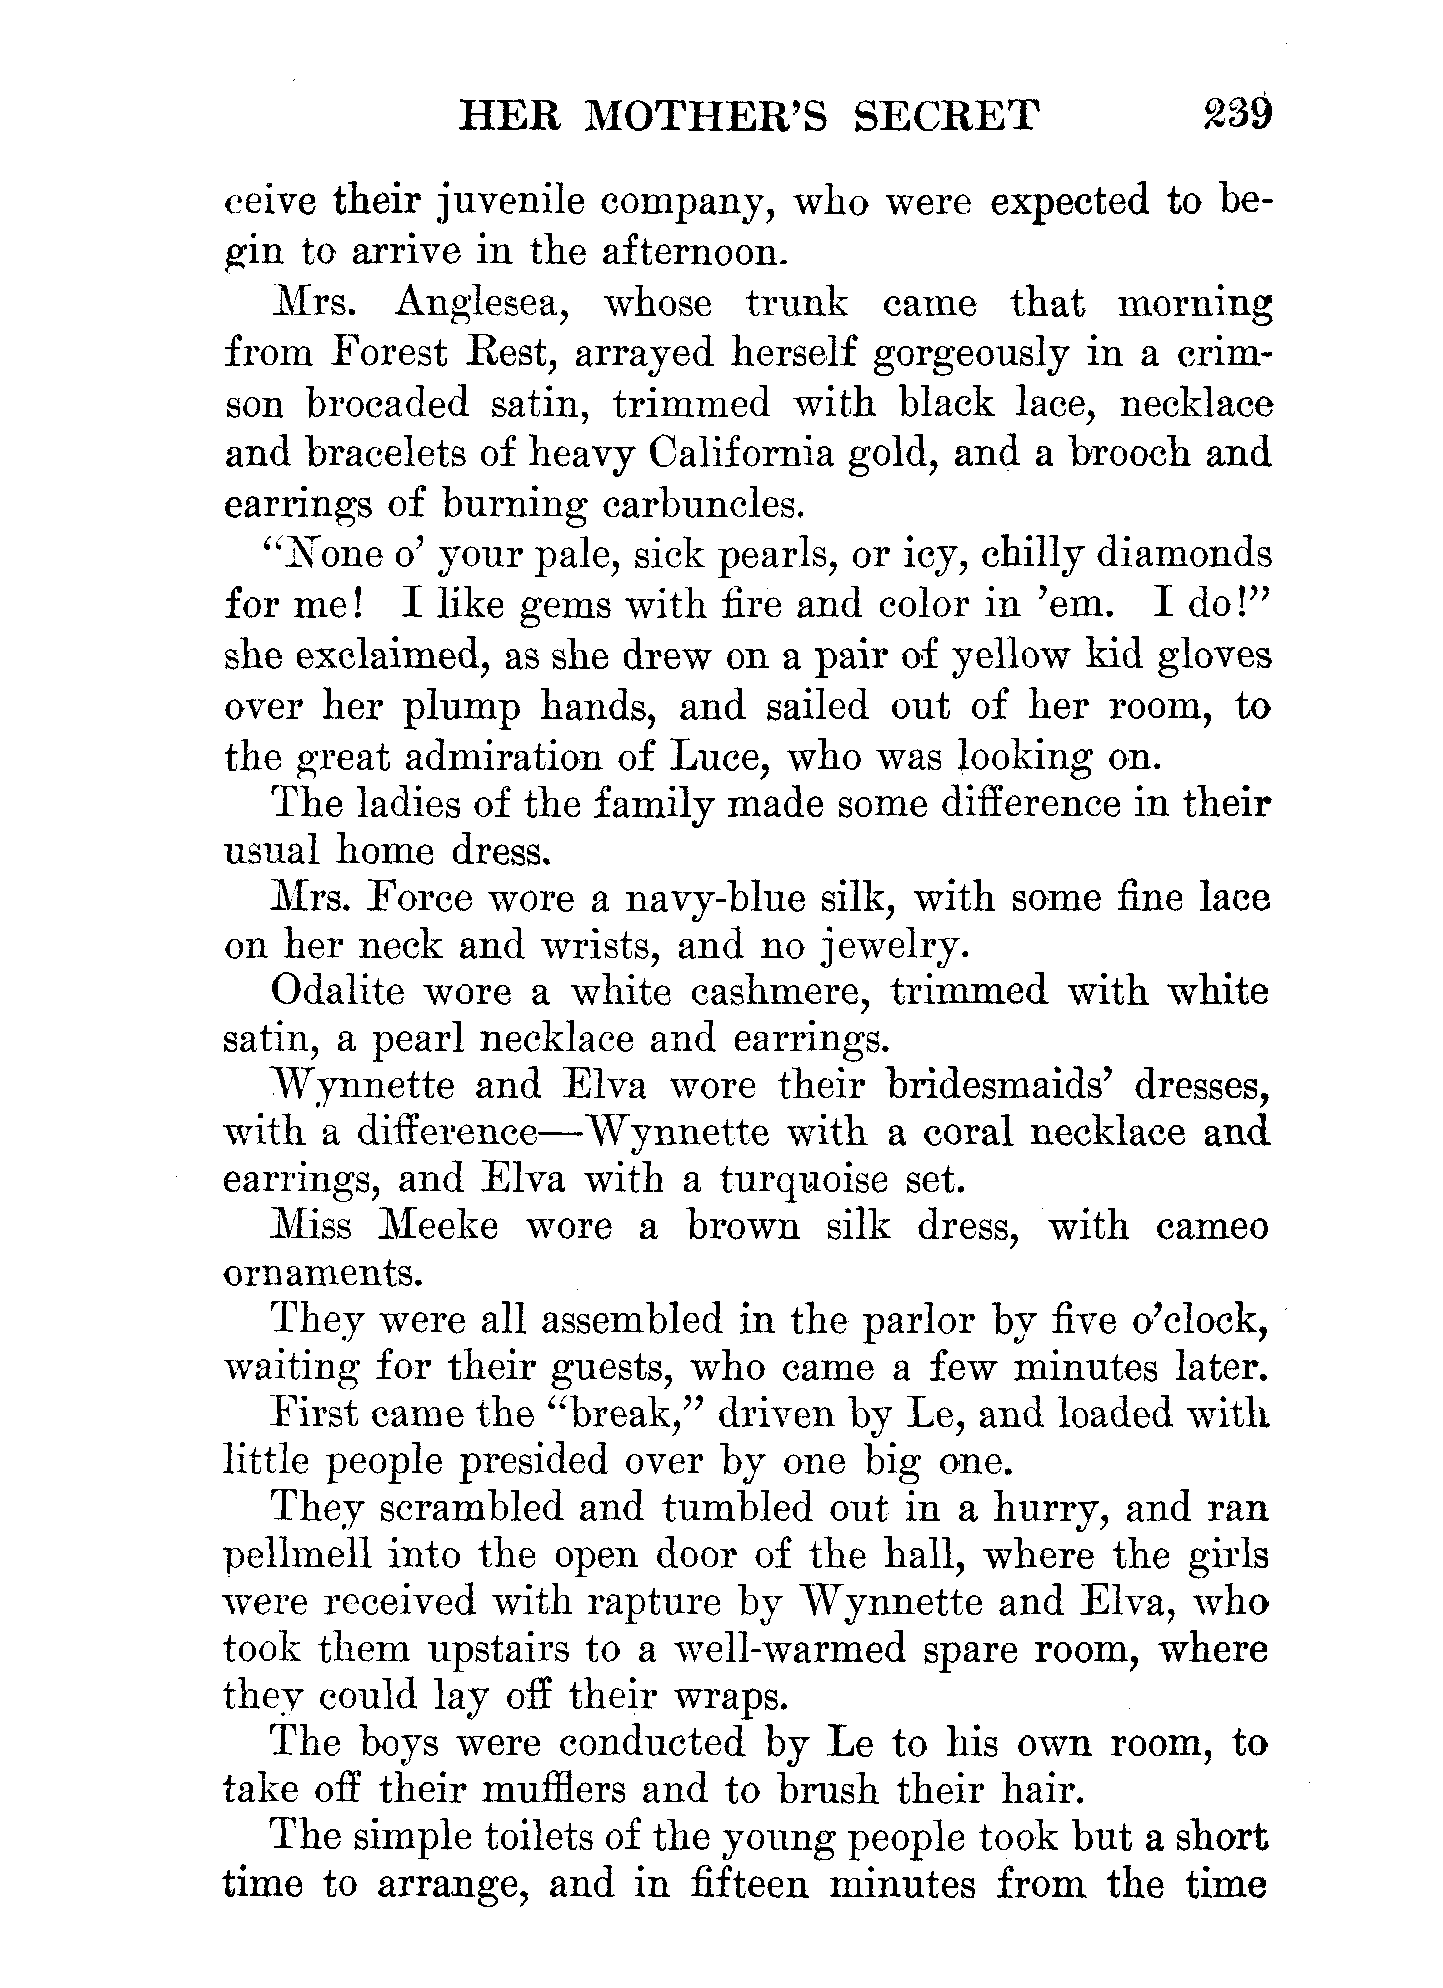 HER MOTHER'S SECRET 239
ceive their juvenile company, who were expected to be-
gin to arrive in the afternoon.
Mrs. Anglesea, whose trunk came that morning
from Forest Rest, arrayed herself gorgeously in a crim-
son brocaded satin, trimmed with black lace, necklace
and bracelets of heavy California gold, and a brooch and
earrings of burning carbuncles.
“None o’ your pale, sick pearls, or icy, chilly diamonds
for me! I like gems with fire and color in ’em. I do!”
she exclaimed, as she drew on a pair of yellow kid gloves
over her plump hands, and sailed out of her room, to
the great admiration of Luce, who was looking on.
The ladies of the family made some difference in their
usual home dress.
Mrs. Force wore a navy-blue silk, with some fine lace
on her neck and wrists, and no jewelry.
Odalite wore a white cashmere, trimmed with white
satin, a pearl necklace and earrings.
Wynnette and Elva wore their bridesmaids’ dresses,
with a difference—Wynnette with a coral necklace and
earrings, and Elva with a turquoise set.
Miss Meeke wore a brown silk dress, with cameo
ornaments.
They were all assembled in the parlor by five o’clock,
waiting for their guests, who came a few minutes later.
First came the “break,” driven by Le, and loaded with
little people presided over by one big one.
They scrambled and tumbled out in a hurry, and ran
pellmell into the open door of the hall, where the girls
were received with rapture by Wynnette and Elva, who
took them upstairs to a well-warmed spare room, where
they could lay off their wraps.
The boys were conducted by Le to his own room, to
take off their mufflers and to brush their hair.
The simple toilets of the young people took but a short
time to arrange, and in fifteen minutes from the time